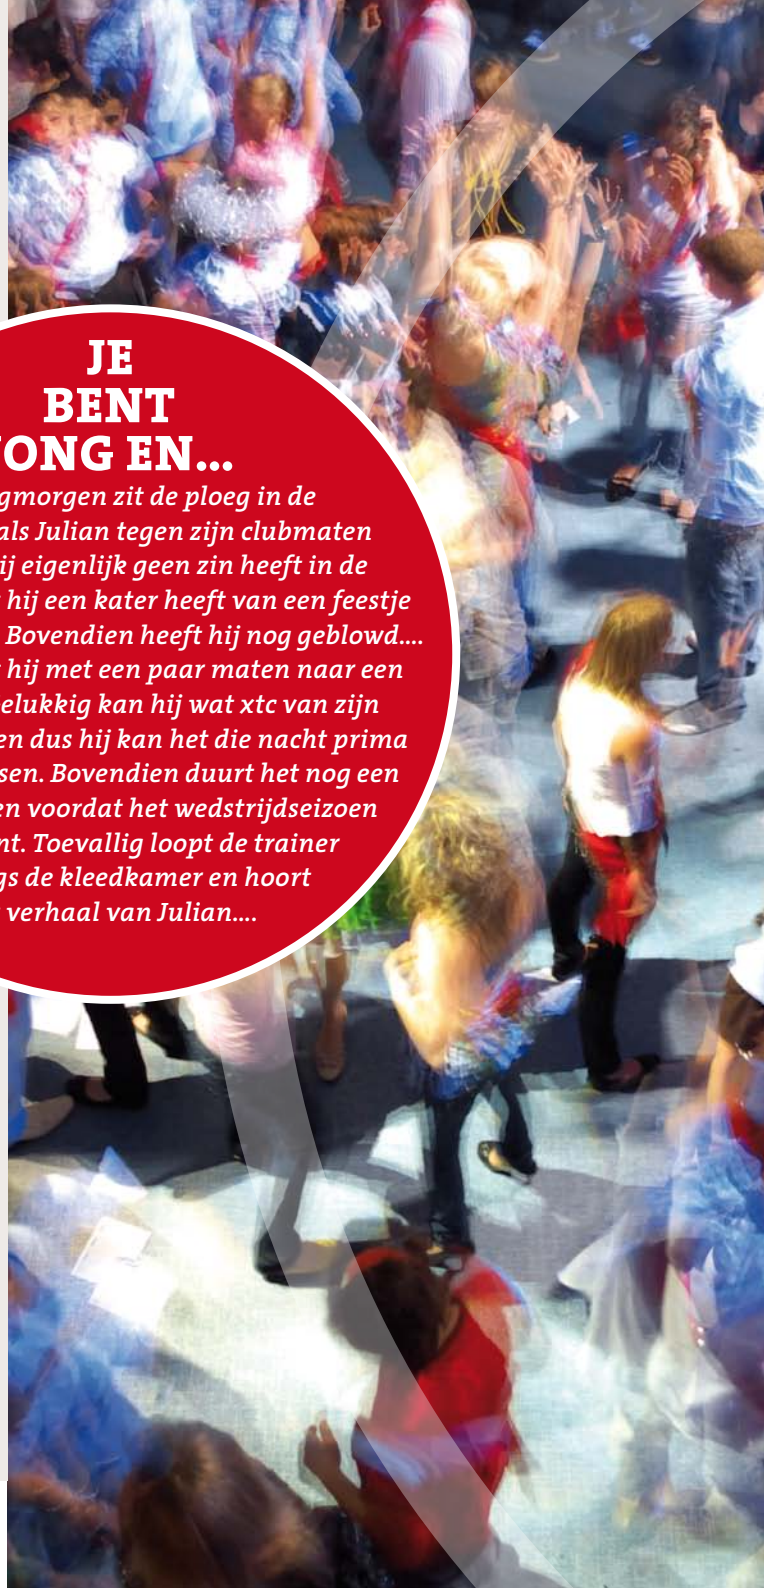 JE
BENT
JONG EN...
gmorgen zit de ploeg in de
als Julian tegen zijn clubmaten
ij eigenlijk geen zin heeft in de
hij een kater heeft van een feestje
Bovendien heeft hij nog geblowd....
hij met een paar maten naar een
elukkig kan hij wat xtc van zijn
en dus hij kan het die nacht prima
sen. Bovendien duurt het nog een
en voordat het wedstrijdseizoen
nt. Toevallig loopt de trainer
gs de kleedkamer en hoort
verhaal van Julian....